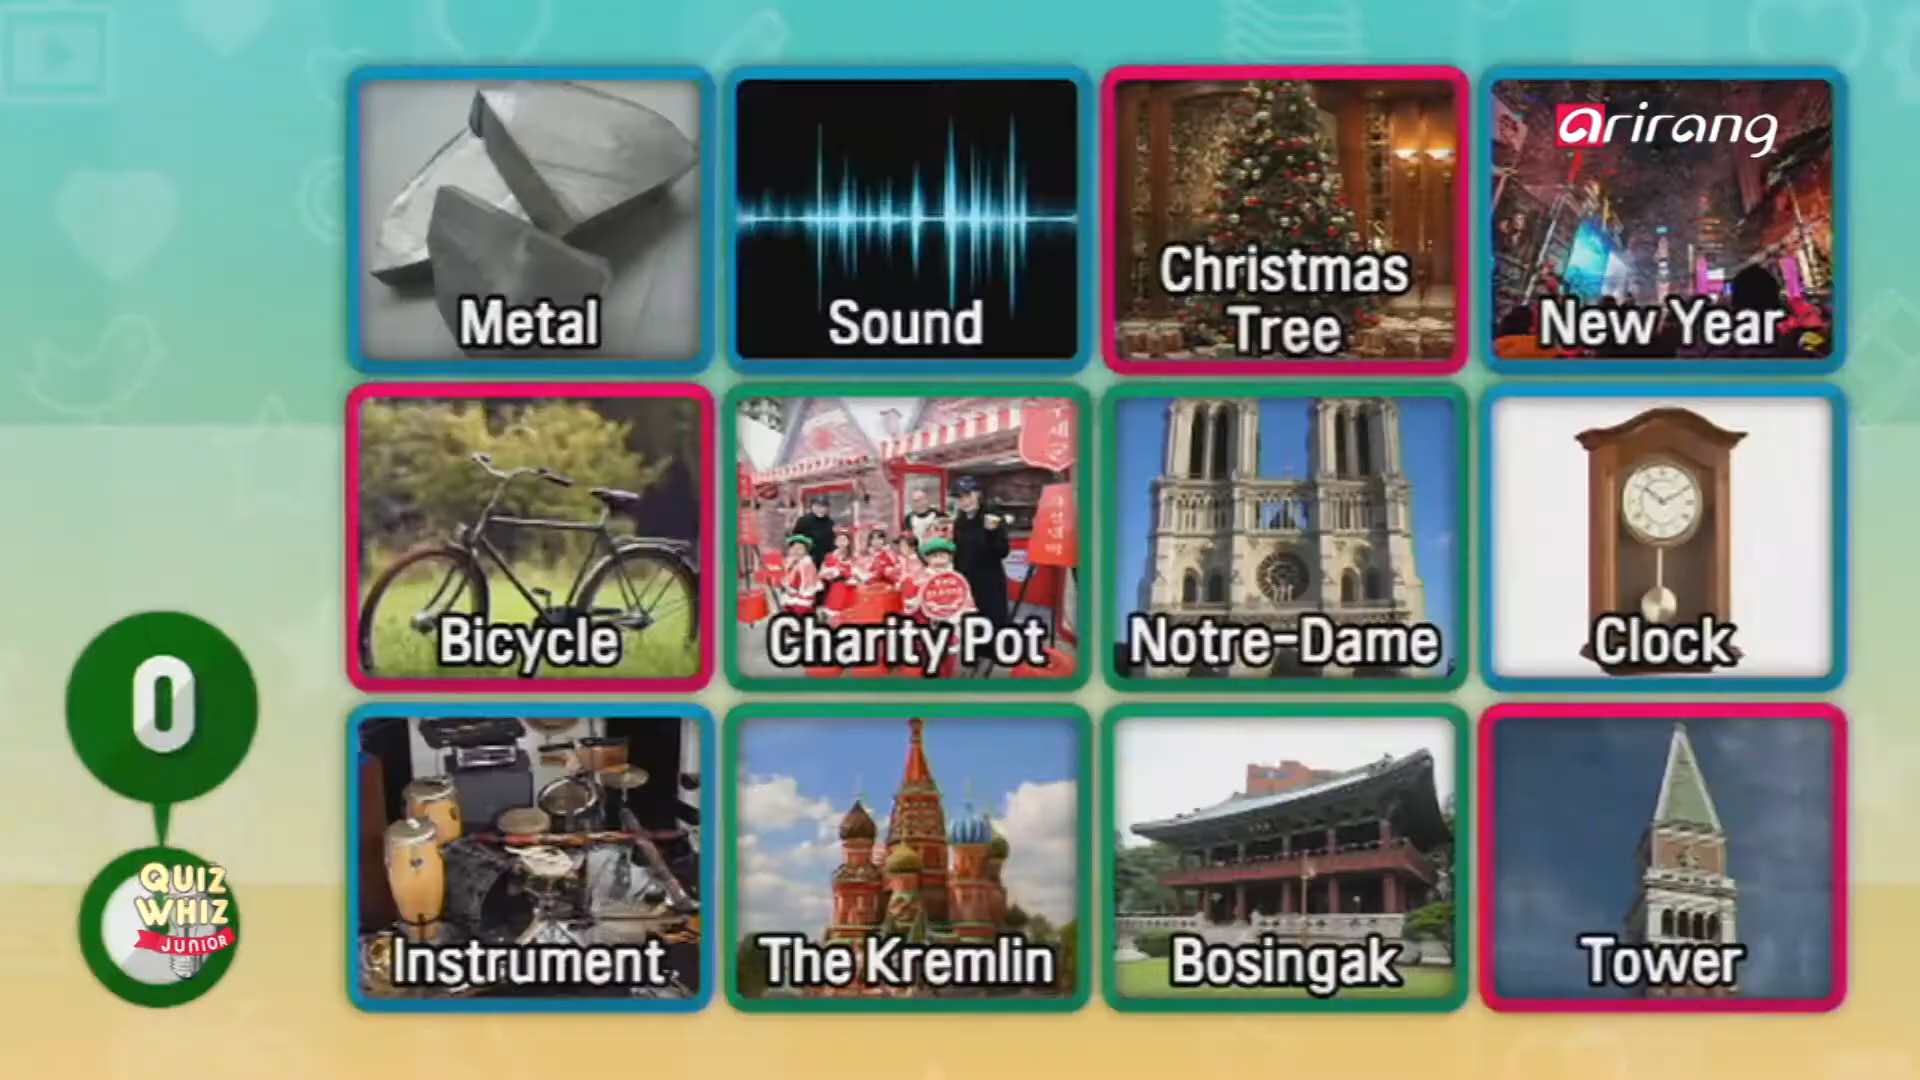 arirang
Metal
Sound
Christmas
Tree
New Year
Bicycle
Charity Pot
Notre-Dame
Clock
0
Instrument
The Kremlin
Bosingak
Tower
QUIZ
WHIZ
JUNIOR